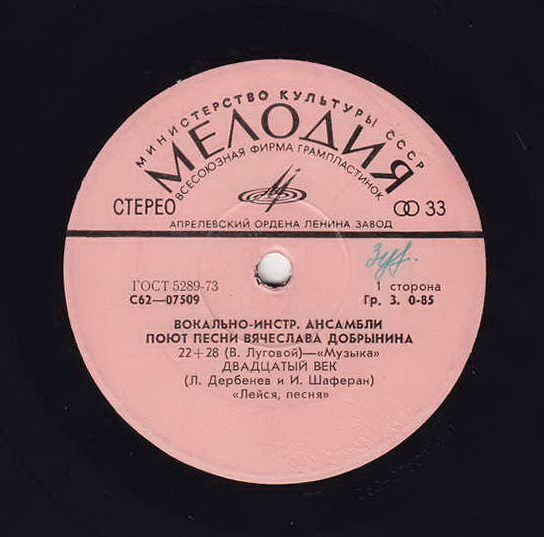 МИНИСТЕРСТВО КУЛЬТУРЫ СССР
МЕЛОДИЯ
ВСЕСОЮЗНАЯ ФИРМА ГРАМПЛАСТИНОК
СТЕРЕО
33
АПРЕЛЕВСКИЙ ОРДЕНА ЛЕНИНА ЗАВОД
ГОСТ 5289-73
1 сторона
С62—07509
Гр. 3. 0-85
ВОКАЛЬНО-ИНСТР. АНСАМБЛИ
ПОЮТ ПЕСНИ ВЯЧЕСЛАВА ДОБРЫНИНА
22+28 (В. Луговой)—«Музыка»
ДВАДЦАТЫЙ ВЕК
(Л. Дербенев и И. Шаферан)
«Лейся, песня»